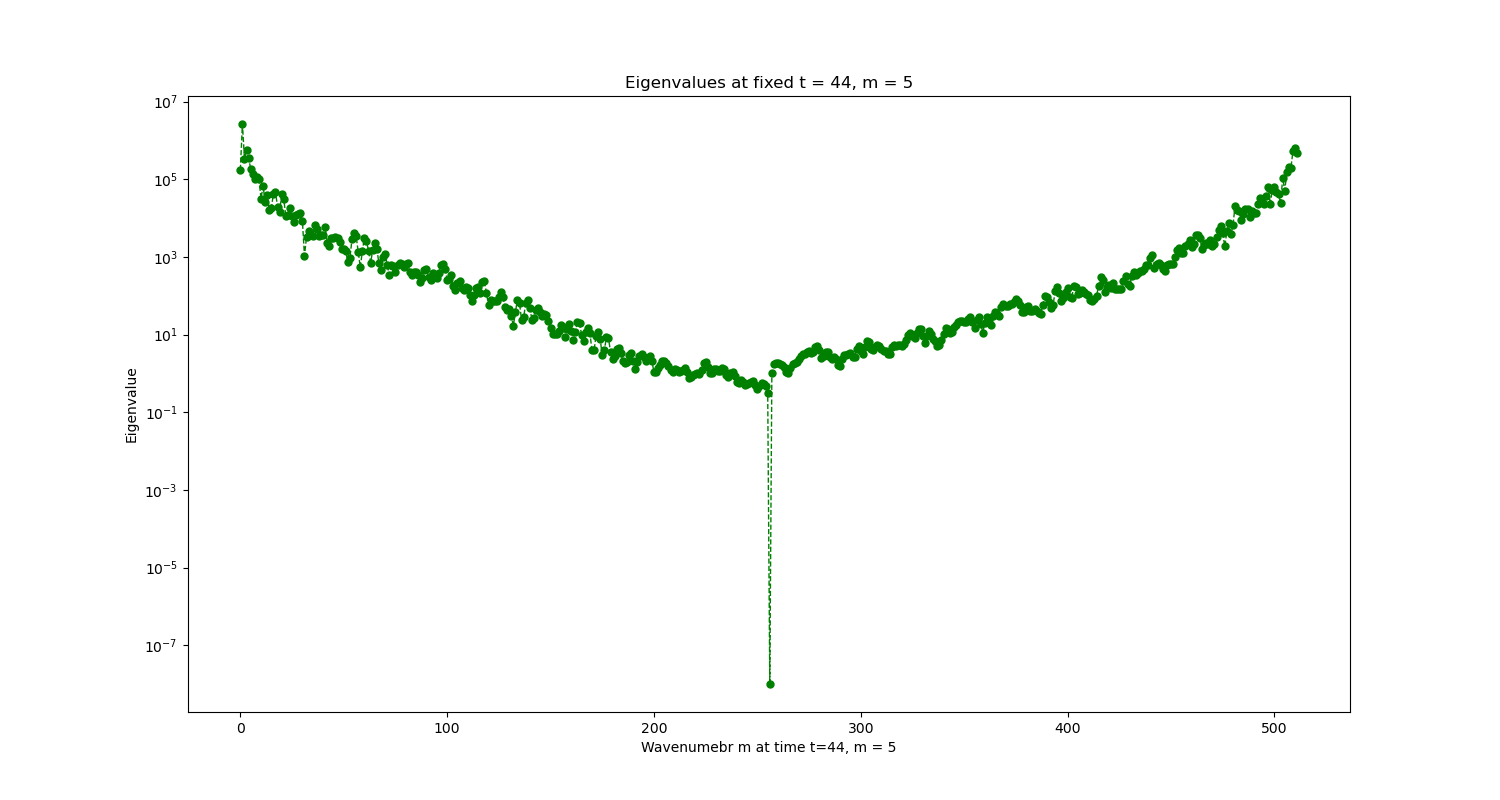 Eigenvalues at fixed t = 44, m = 5
10^7
10^5
10^3
10^1
10^-1
10^-3
10^-5
10^-7
Eigenvalue
0 100 200 300 400 500
Wavenumebr m at time t=44, m = 5